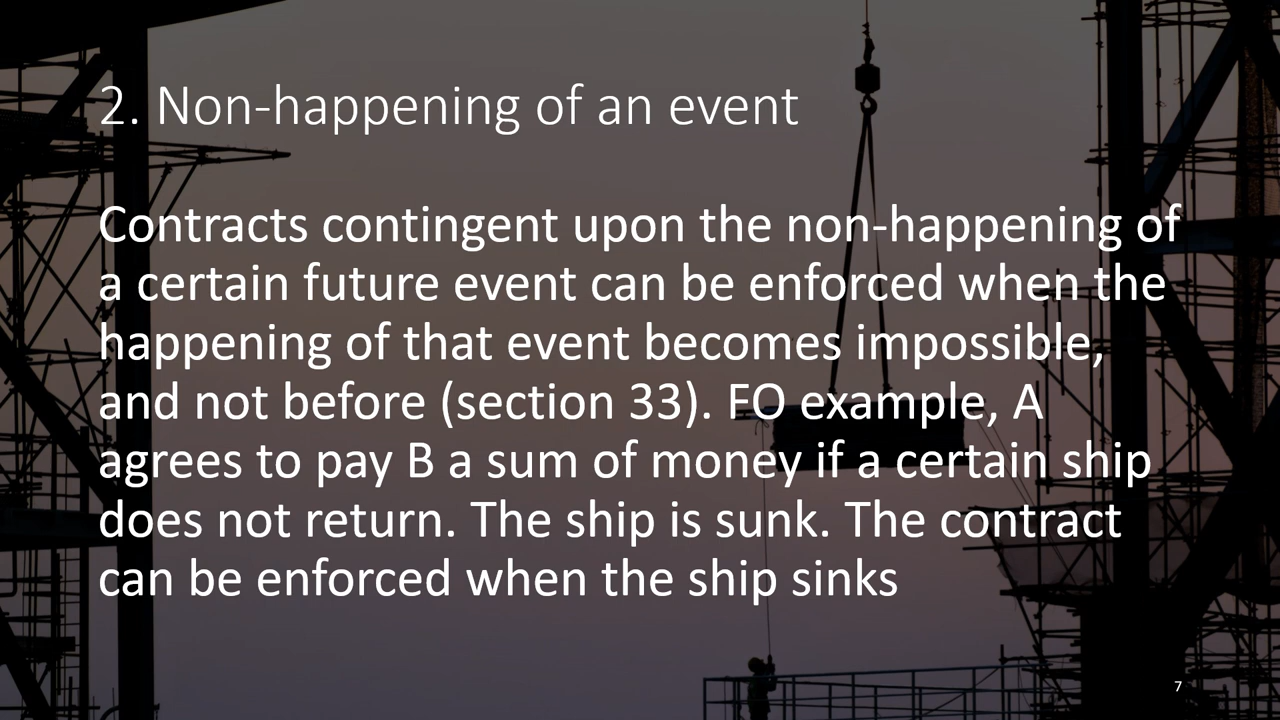 2. Non-happening of an event
Contracts contingent upon the non-happening of
a certain future event can be enforced when the
happening of that event becomes impossible,
and not before (section 33). FO example, A
agrees to pay B a sum of money if a certain ship
does not return. The ship is sunk. The contract
can be enforced when the ship sinks
7